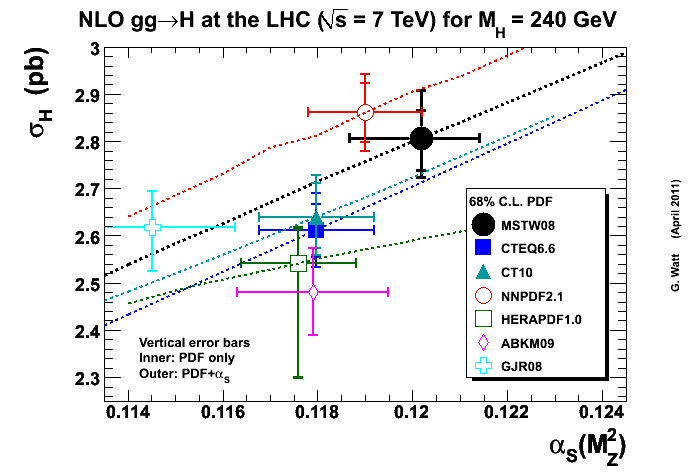 NLO gg→H at the LHC (√s = 7 TeV) for M_H = 240 GeV
σ_H (pb)
3
2.9
2.8
2.7
2.6
2.5
2.4
2.3
68% C.L. PDF
MSTW08
CTEQ6.6
CT10
NNPDF2.1
HERAPDF1.0
ABKM09
GJR08
Vertical error bars
Inner: PDF only
Outer: PDF+α_S
0.114 0.116 0.118 0.12 0.122 0.124
α_S(M_Z^2)
G. Watt (April 2011)